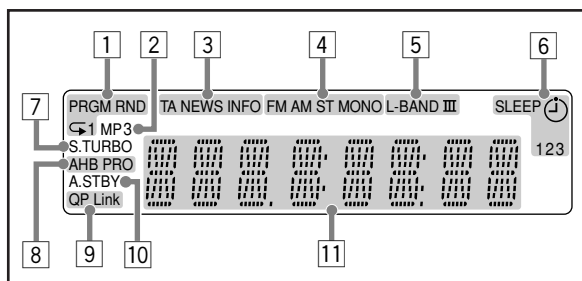 1 2 3 4 5 6
7 PRGM RND TA NEWS INFO FM AM ST MONO L-BAND III SLEEP
1 MP3
S.TURBO 123
AHB PRO
A.STBY
QP Link
8 9 10 11